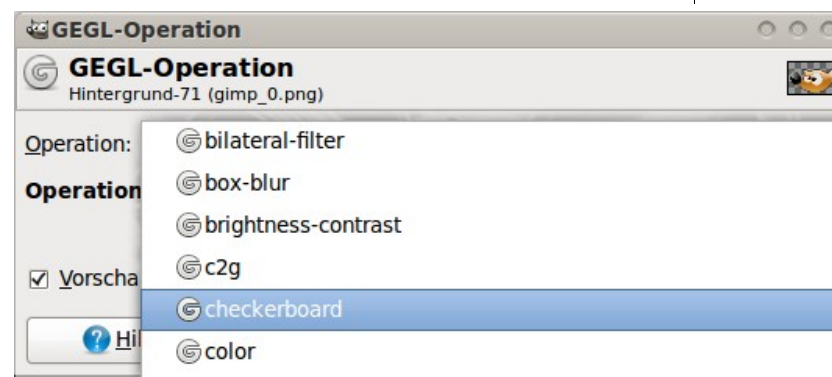 GEGL-Operation
GEGL-Operation
Hintergrund-71 (gimp_0.png)
Operation:
bilateral-filter
Operation
box-blur
brightness-contrast
c2g
Vorscha
checkerboard
Hil
color